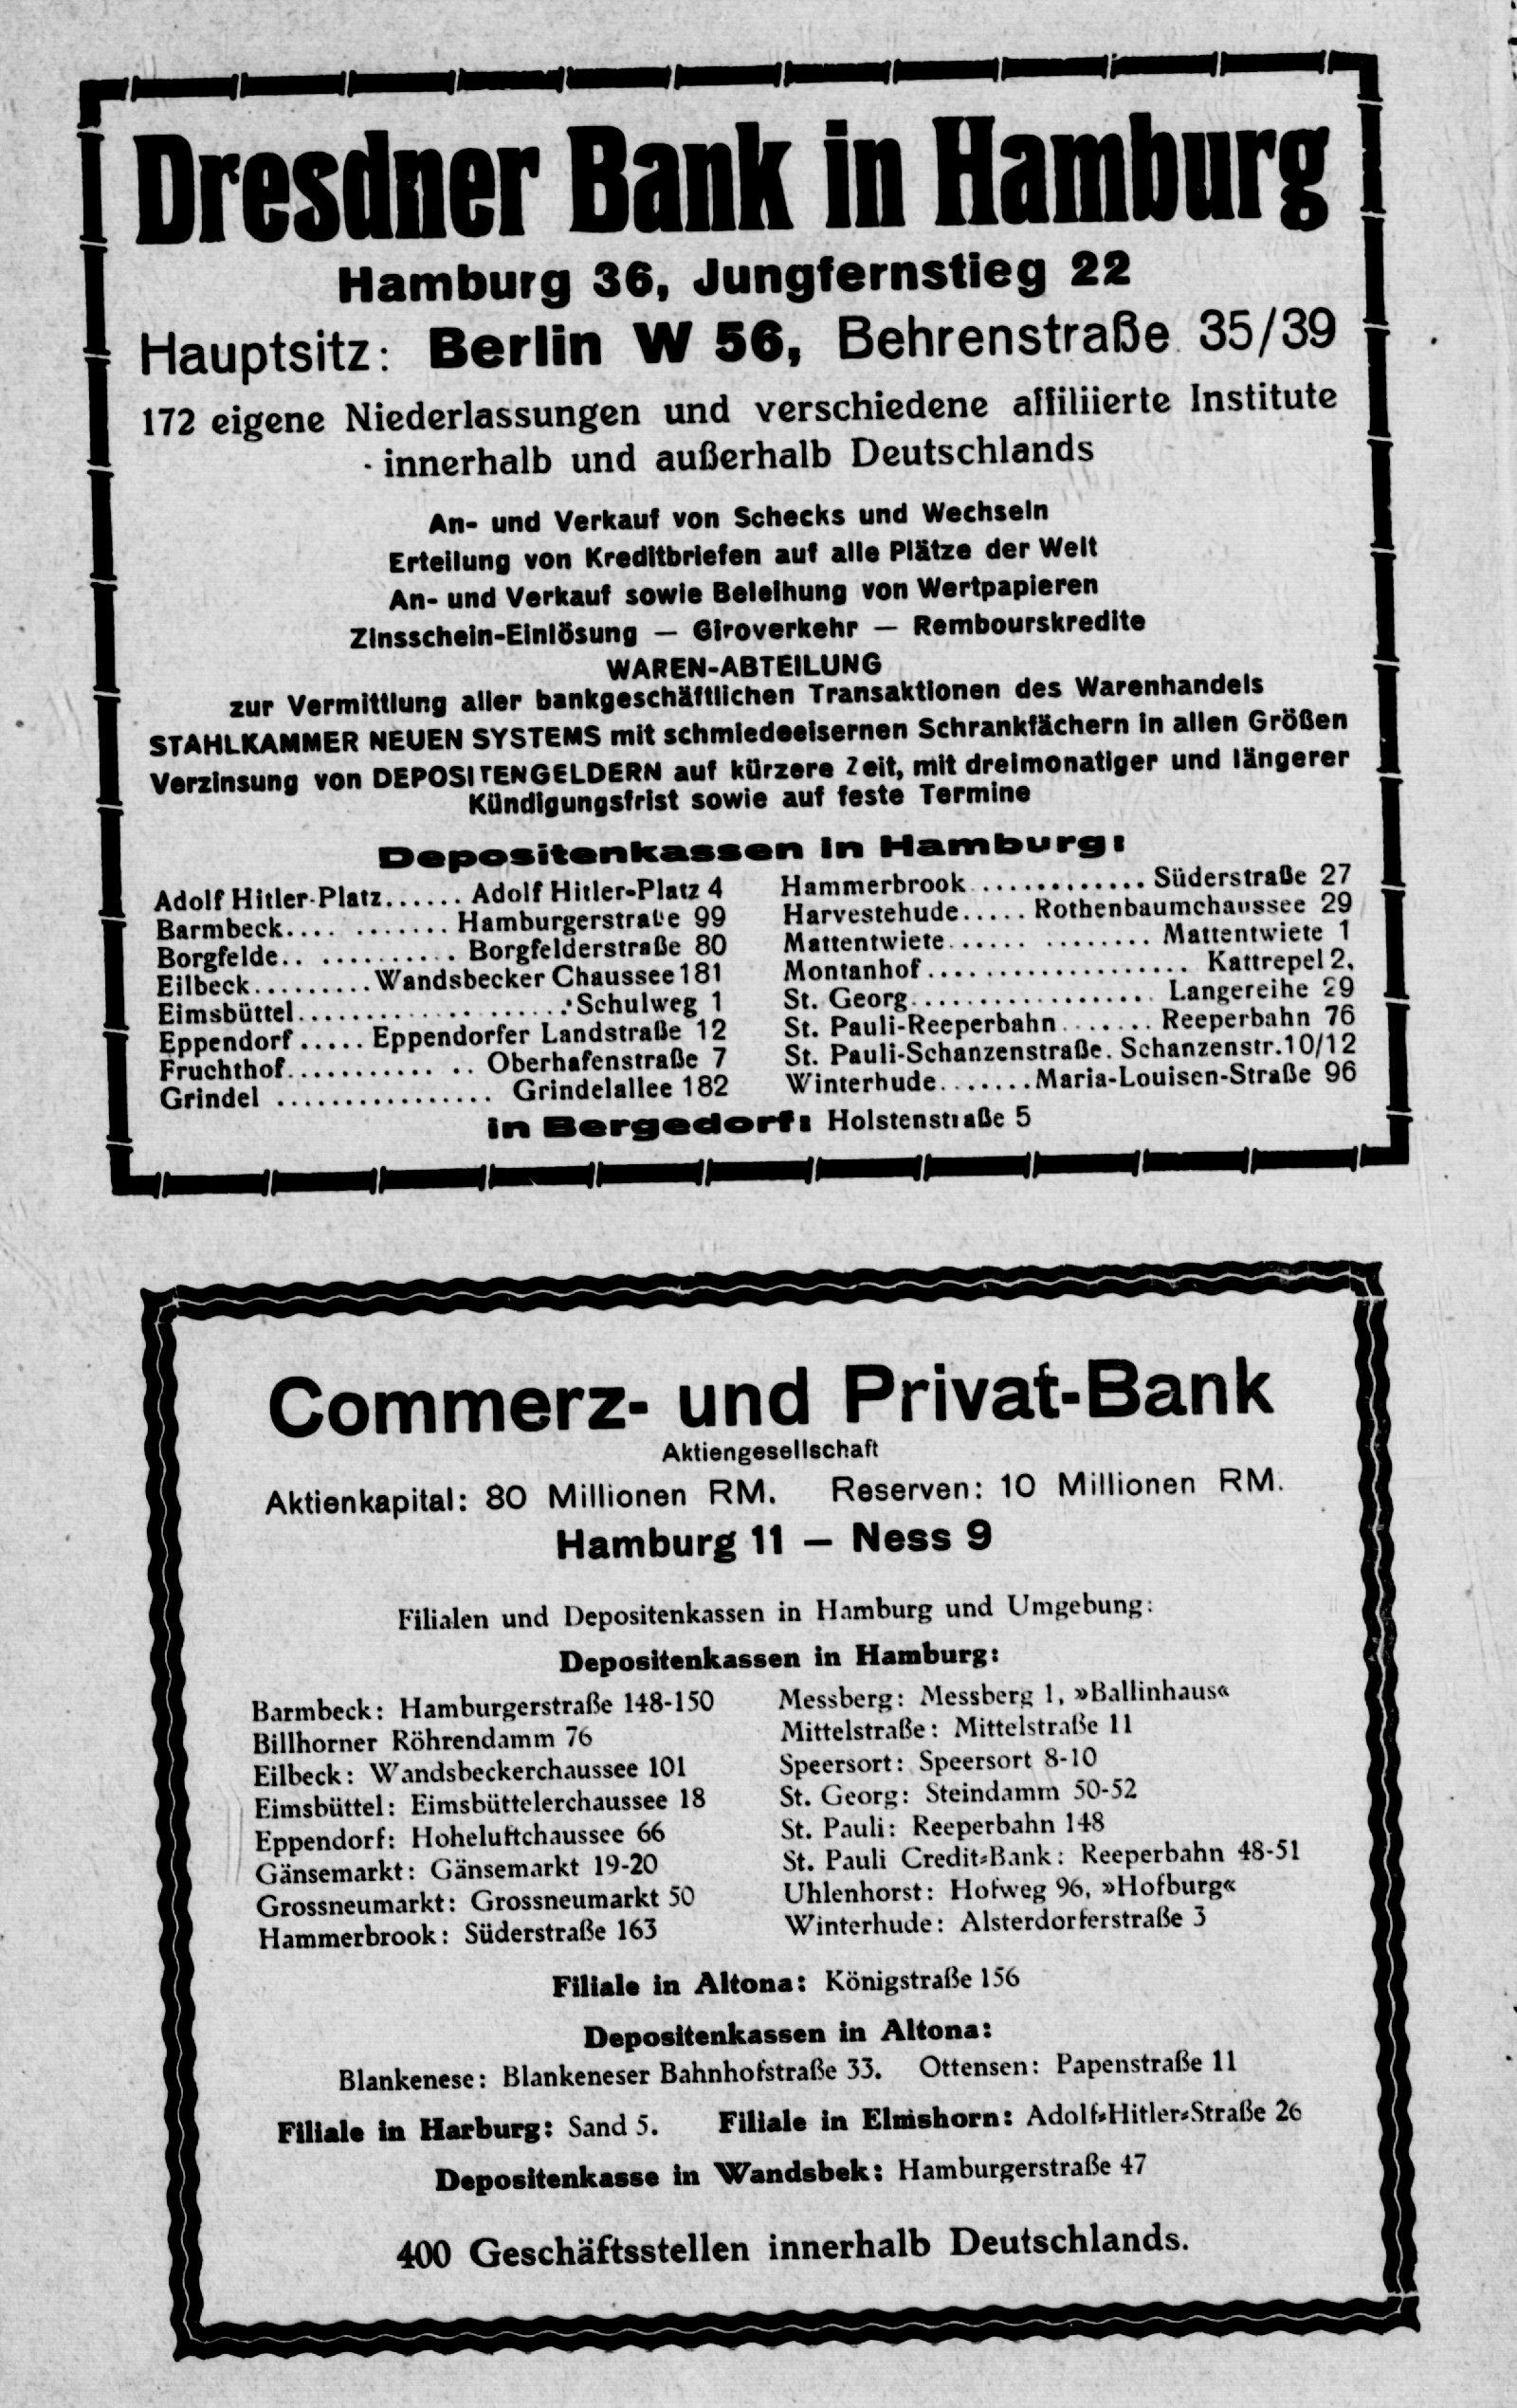 Dresdner Bank in Hamburg
Hamburg 36, Jungfernstieg 22
Hauptsitz: Berlin W 56, Behrenstraße 35/39
172 eigene Niederlassungen und verschiedene affiliierte Institute
innerhalb und außerhalb Deutschlands
An- und Verkauf von Schecks und Wechseln
Erteilung von Kreditbriefen auf alle Plätze der Welt
An- und Verkauf sowie Beleihung von Wertpapieren
Zinsschein-Einlösung — Giroverkehr — Rembourskredite
WAREN-ABTEILUNG
zur Vermittlung aller bankgeschäftlichen Transaktionen des Warenhandels
STAHLKAMMER NEUEN SYSTEMS mit schmiedeeisernen Schrankfächern in allen Größen
Verzinsung von DEPOSITENGELDERN auf kürzere Zeit, mit dreimonatiger und längerer
Kündigungsfrist sowie auf feste Termine
Depositenkassen in Hamburg:
Adolf Hitler-Platz...... Adolf Hitler-Platz 4
Barmbeck........... Hamburgerstraße 99
Borgfelde............ Borgfelderstraße 80
Eilbeck......... Wandsbecker Chaussee 181
Eimsbüttel.................... Schulweg 1
Eppendorf..... Eppendorfer Landstraße 12
Fruchthof............. Oberhafenstraße 7
Grindel ................ Grindelallee 182
Hammerbrook ............ Süderstraße 27
Harvestehude..... Rothenbaumchaussee 29
Mattentwiete.............. Mattentwiete 1
Montanhof................... Kattrepel 2.
St. Georg.................. Langereihe 29
St. Pauli-Reeperbahn....... Reeperbahn 76
St. Pauli-Schanzenstraße. Schanzenstr. 10/12
Winterhude....... Maria-Louisen-Straße 96
in Bergedorf: Holstenstraße 5
Commerz- und Privat-Bank
Aktiengesellschaft
Aktienkapital: 80 Millionen RM. Reserven: 10 Millionen RM.
Hamburg 11 — Ness 9
Filialen und Depositenkassen in Hamburg und Umgebung:
Depositenkassen in Hamburg:
Barmbeck: Hamburgerstraße 148-150
Billhorner Röhrendamm 76
Eilbeck: Wandsbeckerchaussee 101
Eimsbüttel: Eimsbüttelerchaussee 18
Eppendorf: Hoheluftchaussee 66
Gänsemarkt: Gänsemarkt 19-20
Grossneumarkt: Grossneumarkt 50
Hammerbrook: Süderstraße 163
Messberg: Messberg 1, »Ballinhaus«
Mittelstraße: Mittelstraße 11
Speersort: Speersort 8-10
St. Georg: Steindamm 50-52
St. Pauli: Reeperbahn 148
St. Pauli Credit-Bank: Reeperbahn 48-51
Uhlenhorst: Hofweg 96, »Hofburg«
Winterhude: Alsterdorferstraße 3
Filiale in Altona: Königstraße 156
Depositenkassen in Altona:
Blankenese: Blankeneser Bahnhofstraße 33. Ottensen: Papenstraße 11
Filiale in Harburg: Sand 5. Filiale in Elmshorn: Adolf-Hitler-Straße 26
Depositenkasse in Wandsbek: Hamburgerstraße 47
400 Geschäftsstellen innerhalb Deutschlands.